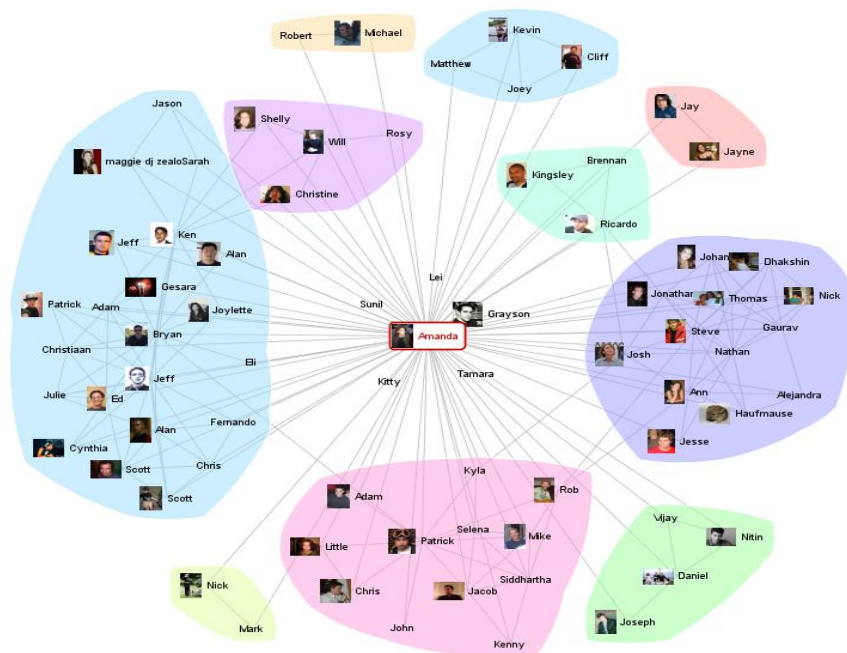 Robert
Michael
Kevin
Cliff
Matthew
Joey
Jason
Shelly
Will
Rosy
Christine
Jay
Jayne
Brennan
Kingsley
Ricardo
maggie dj zealo
Sarah
Jeff
Ken
Alan
Gesara
Patrick
Adam
Joylette
Bryan
Christiaan
Jeff
Eli
Julie
Ed
Alan
Fernando
Cynthia
Scott
Chris
Scott
Lei
Sunil
Grayson
Amanda
Kitty
Tamara
Johan
Dhakshin
Jonathan
Thomas
Nick
Steve
Gaurav
Josh
Nathan
Ann
Alejandra
Haufmause
Jesse
Kyla
Adam
Rob
Selena
Little
Patrick
Mike
Siddhartha
Chris
Jacob
John
Kenny
Nick
Mark
Vijay
Nitin
Daniel
Joseph